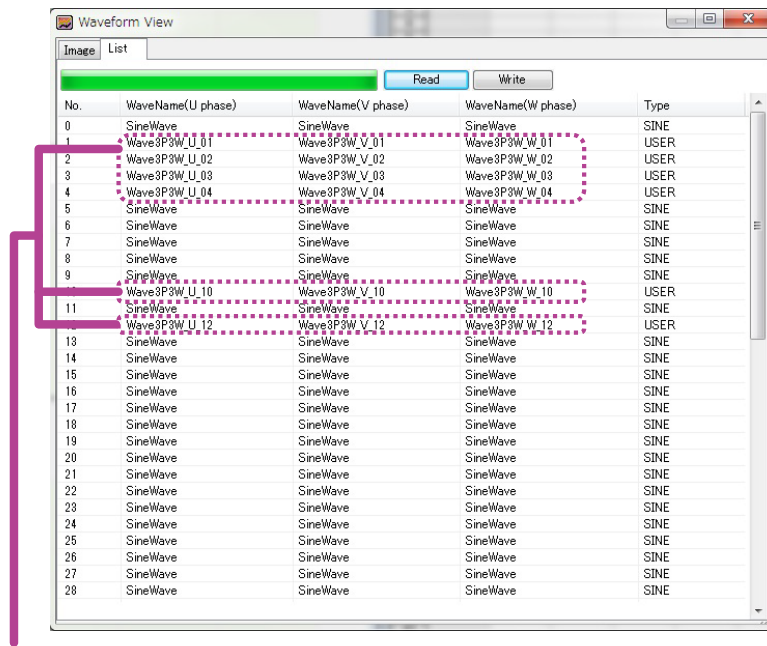 Waveform View
Image List
Read Write
No. WaveName(U phase) WaveName(V phase) WaveName(W phase) Type
0 SineWave SineWave SineWave SINE
1 Wave3P3W_U_01 Wave3P3W_V_01 Wave3P3W_W_01 USER
2 Wave3P3W_U_02 Wave3P3W_V_02 Wave3P3W_W_02 USER
3 Wave3P3W_U_03 Wave3P3W_V_03 Wave3P3W_W_03 USER
4 Wave3P3W_U_04 Wave3P3W_V_04 Wave3P3W_W_04 USER
5 SineWave SineWave SineWave SINE
6 SineWave SineWave SineWave SINE
7 SineWave SineWave SineWave SINE
8 SineWave SineWave SineWave SINE
9 SineWave SineWave SineWave SINE
Wave3P3W_U_10 Wave3P3W_V_10 Wave3P3W_W_10 USER
11 SineWave SineWave SineWave SINE
Wave3P3W_U_12 Wave3P3W_V_12 Wave3P3W_W_12 USER
13 SineWave SineWave SineWave SINE
14 SineWave SineWave SineWave SINE
15 SineWave SineWave SineWave SINE
16 SineWave SineWave SineWave SINE
17 SineWave SineWave SineWave SINE
18 SineWave SineWave SineWave SINE
19 SineWave SineWave SineWave SINE
20 SineWave SineWave SineWave SINE
21 SineWave SineWave SineWave SINE
22 SineWave SineWave SineWave SINE
23 SineWave SineWave SineWave SINE
24 SineWave SineWave SineWave SINE
25 SineWave SineWave SineWave SINE
26 SineWave SineWave SineWave SINE
27 SineWave SineWave SineWave SINE
28 SineWave SineWave SineWave SINE